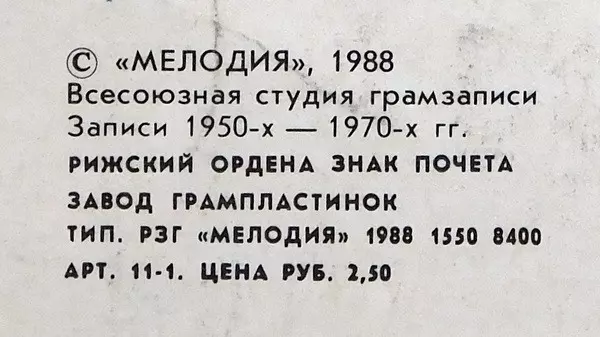 © «МЕЛОДИЯ», 1988
Всесоюзная студия грамзаписи
Записи 1950-х — 1970-х гг.
РИЖСКИЙ ОРДЕНА ЗНАК ПОЧЕТА
ЗАВОД ГРАМПЛАСТИНОК
ТИП. РЗГ «МЕЛОДИЯ» 1988 1550 8400
АРТ. 11-1. ЦЕНА РУБ. 2,50